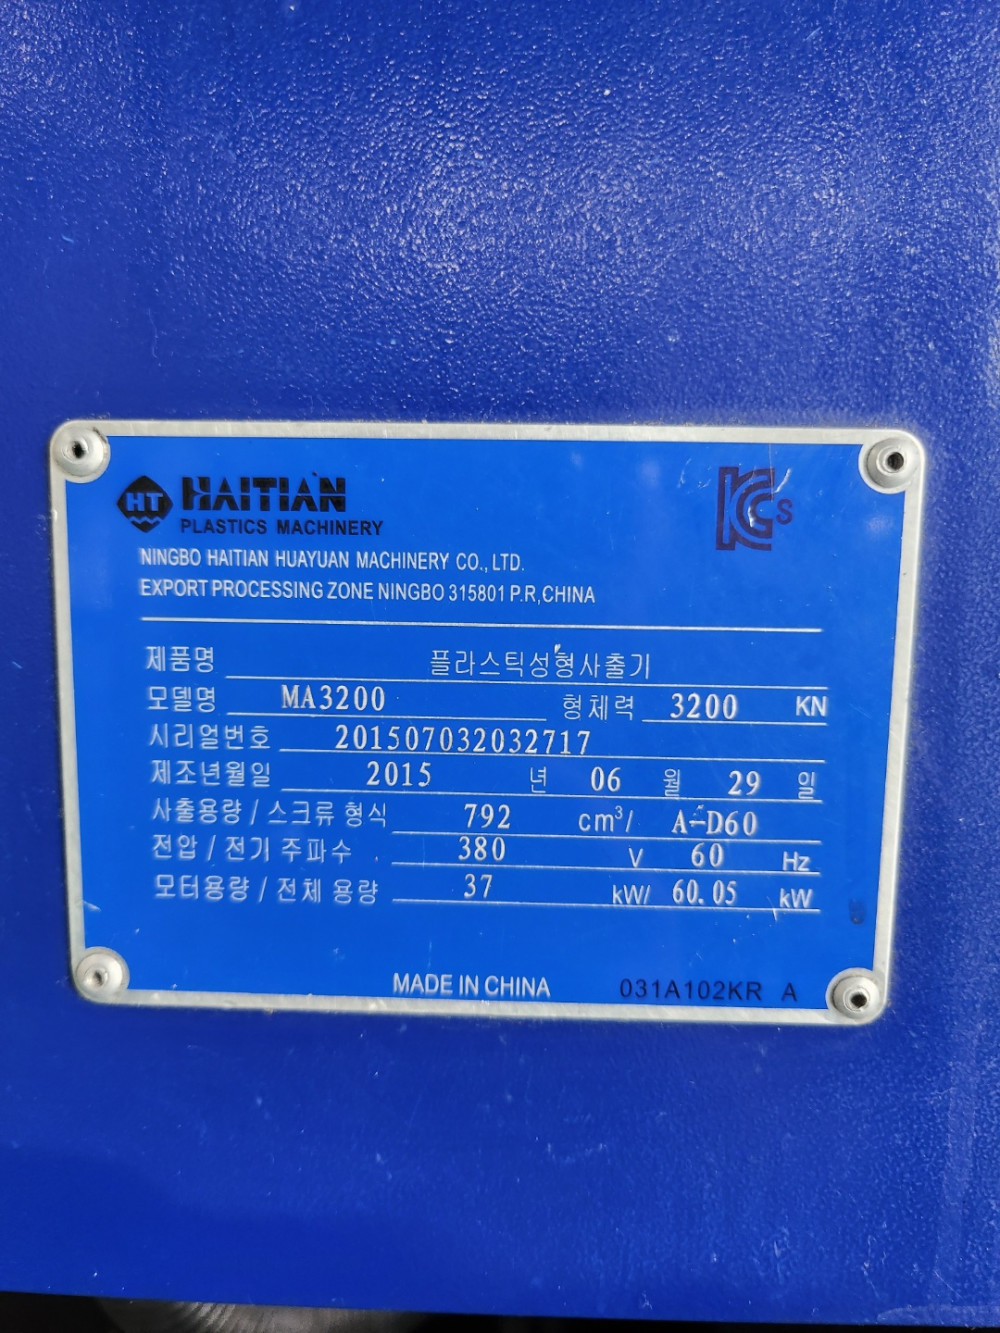 HT HAITIAN
PLASTICS MACHINERY
KCs
NINGBO HAITIAN HUAYUAN MACHINERY CO., LTD.
EXPORT PROCESSING ZONE NINGBO 315801 P.R,CHINA
제품명 플라스틱성형사출기
모델명 MA3200 형체력 3200 KN
시리얼번호 201507032032717
제조년월일 2015 년 06 월 29 일
사출용량 / 스크류 형식 792 cm³/ A-D60
전압 / 전기 주파수 380 V 60 Hz
모터용량 / 전체 용량 37 kW/ 60.05 kW
MADE IN CHINA 031A102KR A